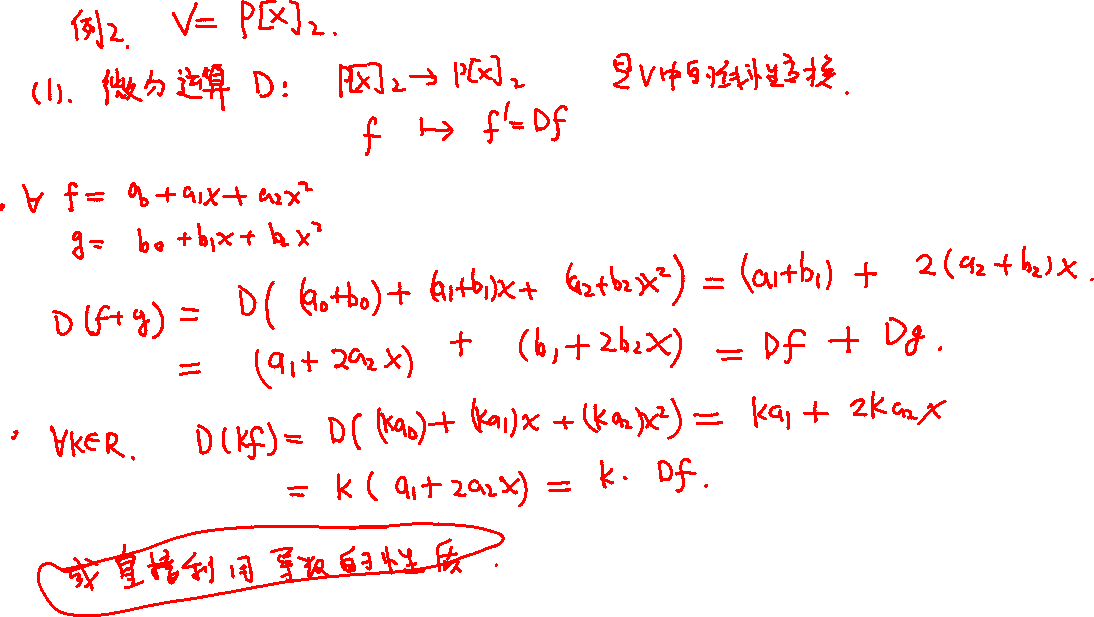 例2. V= P[x]₂.
(1). 微分运算 D: P[x]₂ → P[x]₂ 是V中的线性变换.
f ↦ f'=Df
· ∀ f= a₀+a₁x+a₂x²
g= b₀+b₁x+b₂x²
D(f+g) = D( (a₀+b₀) + (a₁+b₁)x + (a₂+b₂)x² ) = (a₁+b₁) + 2(a₂+b₂)x.
= (a₁+2a₂x) + (b₁+2b₂x) = Df + Dg.
· ∀k∈R. D(kf)= D( (ka₀)+(ka₁)x+(ka₂)x²) = ka₁ + 2ka₂x
= k( a₁+2a₂x) = k· Df.
或直接利用导数的性质.